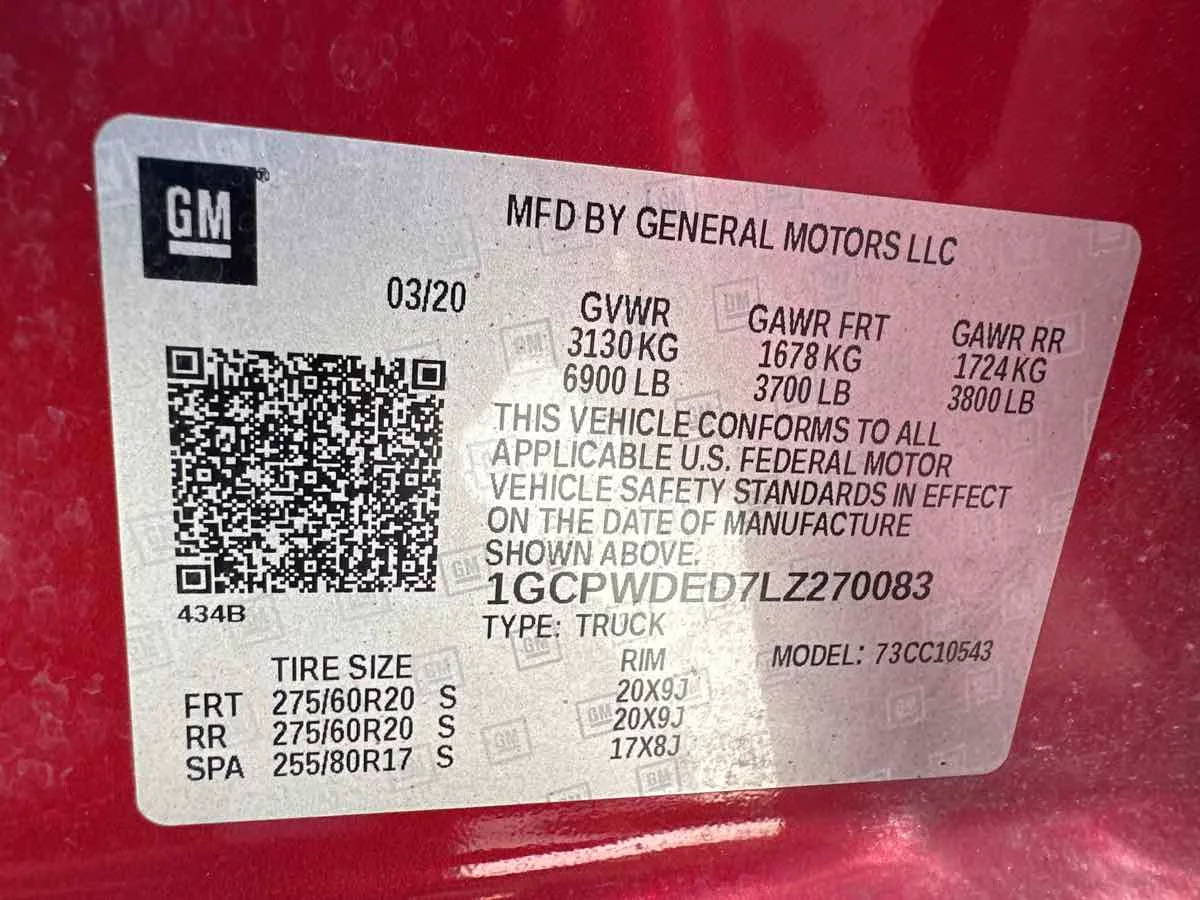 GM®
MFD BY GENERAL MOTORS LLC
03/20
GVWR GAWR FRT GAWR RR
3130 KG 1678 KG 1724 KG
6900 LB 3700 LB 3800 LB
THIS VEHICLE CONFORMS TO ALL
APPLICABLE U.S. FEDERAL MOTOR
VEHICLE SAFETY STANDARDS IN EFFECT
ON THE DATE OF MANUFACTURE
SHOWN ABOVE.
1GCPWDED7LZ270083
434B
TYPE: TRUCK
MODEL: 73CC10543
TIRE SIZE RIM
FRT 275/60R20 S 20X9J
RR 275/60R20 S 20X9J
SPA 255/80R17 S 17X8J